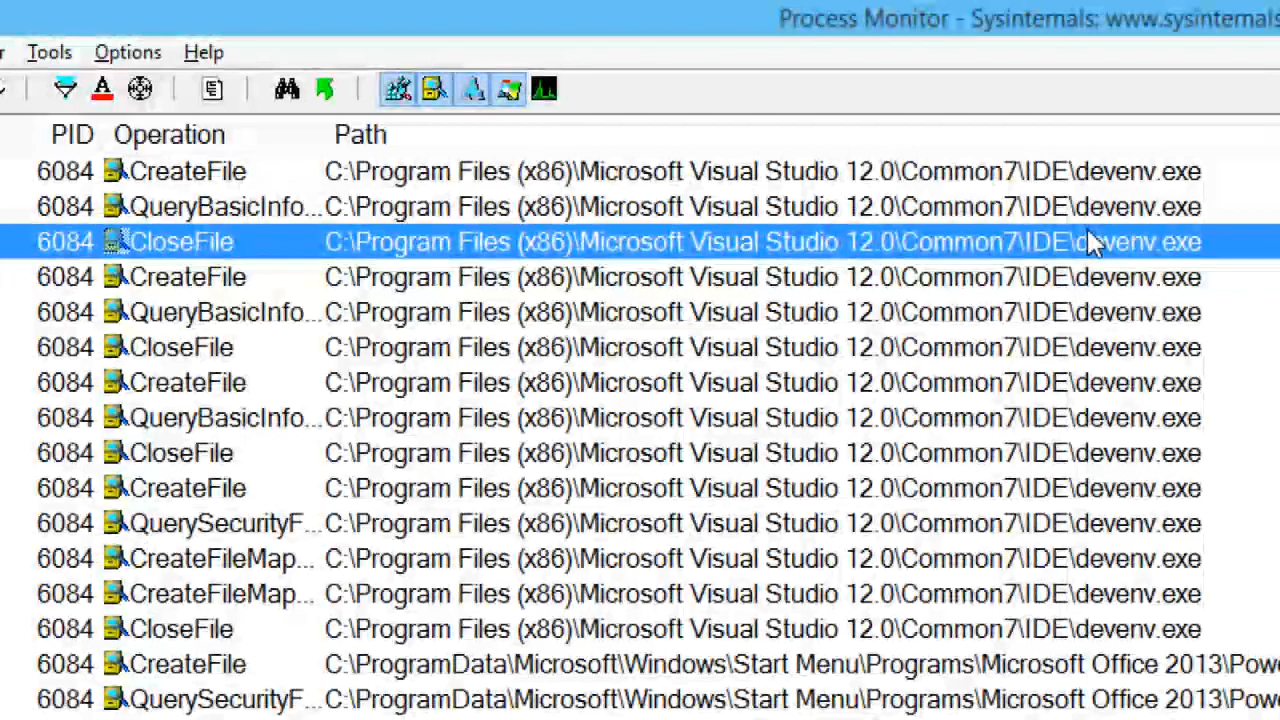 Process Monitor - Sysinternals: www.sysinternals
Tools Options Help
PID Operation Path
6084 CreateFile C:\Program Files (x86)\Microsoft Visual Studio 12.0\Common7\IDE\devenv.exe
6084 QueryBasicInfo... C:\Program Files (x86)\Microsoft Visual Studio 12.0\Common7\IDE\devenv.exe
6084 CloseFile C:\Program Files (x86)\Microsoft Visual Studio 12.0\Common7\IDE\devenv.exe
6084 CreateFile C:\Program Files (x86)\Microsoft Visual Studio 12.0\Common7\IDE\devenv.exe
6084 QueryBasicInfo... C:\Program Files (x86)\Microsoft Visual Studio 12.0\Common7\IDE\devenv.exe
6084 CloseFile C:\Program Files (x86)\Microsoft Visual Studio 12.0\Common7\IDE\devenv.exe
6084 CreateFile C:\Program Files (x86)\Microsoft Visual Studio 12.0\Common7\IDE\devenv.exe
6084 QueryBasicInfo... C:\Program Files (x86)\Microsoft Visual Studio 12.0\Common7\IDE\devenv.exe
6084 CloseFile C:\Program Files (x86)\Microsoft Visual Studio 12.0\Common7\IDE\devenv.exe
6084 CreateFile C:\Program Files (x86)\Microsoft Visual Studio 12.0\Common7\IDE\devenv.exe
6084 QuerySecurityF... C:\Program Files (x86)\Microsoft Visual Studio 12.0\Common7\IDE\devenv.exe
6084 CreateFileMap... C:\Program Files (x86)\Microsoft Visual Studio 12.0\Common7\IDE\devenv.exe
6084 CreateFileMap... C:\Program Files (x86)\Microsoft Visual Studio 12.0\Common7\IDE\devenv.exe
6084 CloseFile C:\Program Files (x86)\Microsoft Visual Studio 12.0\Common7\IDE\devenv.exe
6084 CreateFile C:\ProgramData\Microsoft\Windows\Start Menu\Programs\Microsoft Office 2013\Powe
6084 QuerySecurityF... C:\ProgramData\Microsoft\Windows\Start Menu\Programs\Microsoft Office 2013\Powe